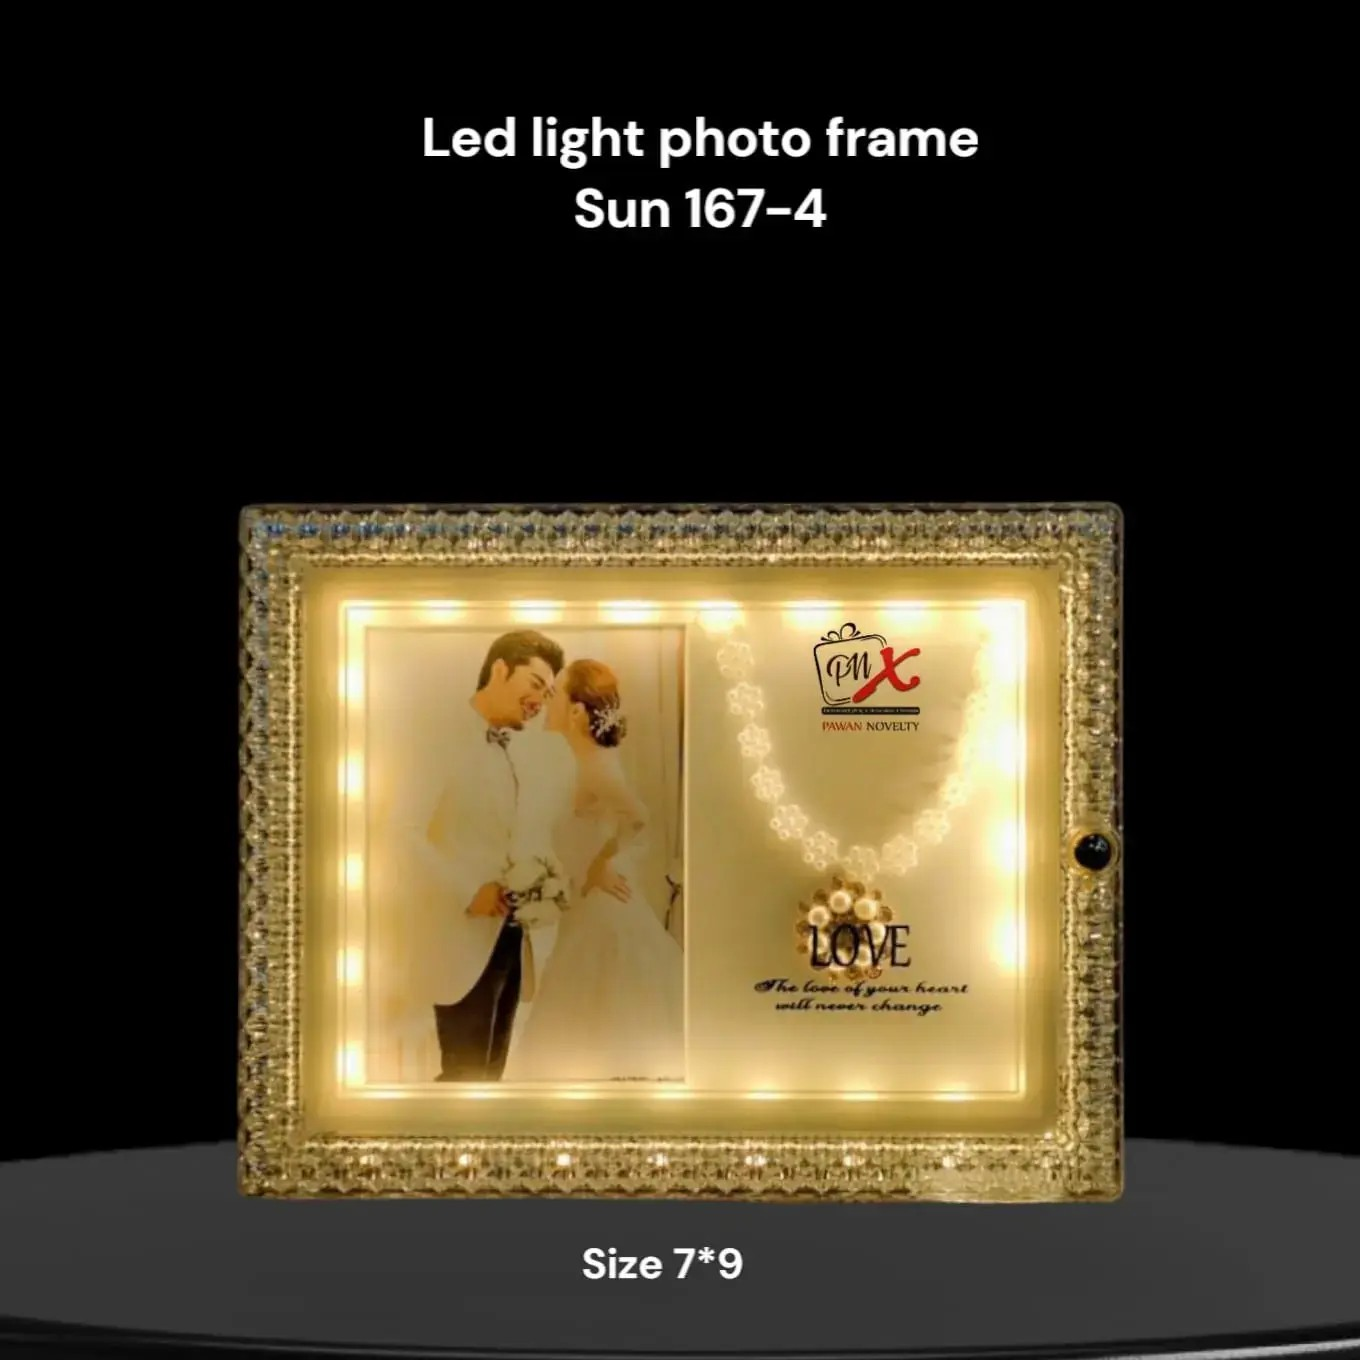 Led light photo frame
Sun 167-4
PNX
PAWAN NOVELTY
LOVE
The love of your heart
will never change
Size 7*9